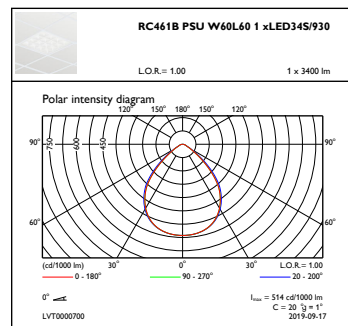 RC461B PSU W60L60 1 xLED34S/930
L.O.R.= 1.00 1 x 3400 lm
Polar intensity diagram
120° 150° 180° 150° 120°
90° 750 600 450 90°
60° 60°
(cd/1000 lm) 30° 0° 30° L.O.R.= 1.00
0 - 180° 90 - 270° 20 - 200°
0° Imax = 514 cd/1000 lm
C = 20 °g = 1°
LVT0000700 2019-09-17